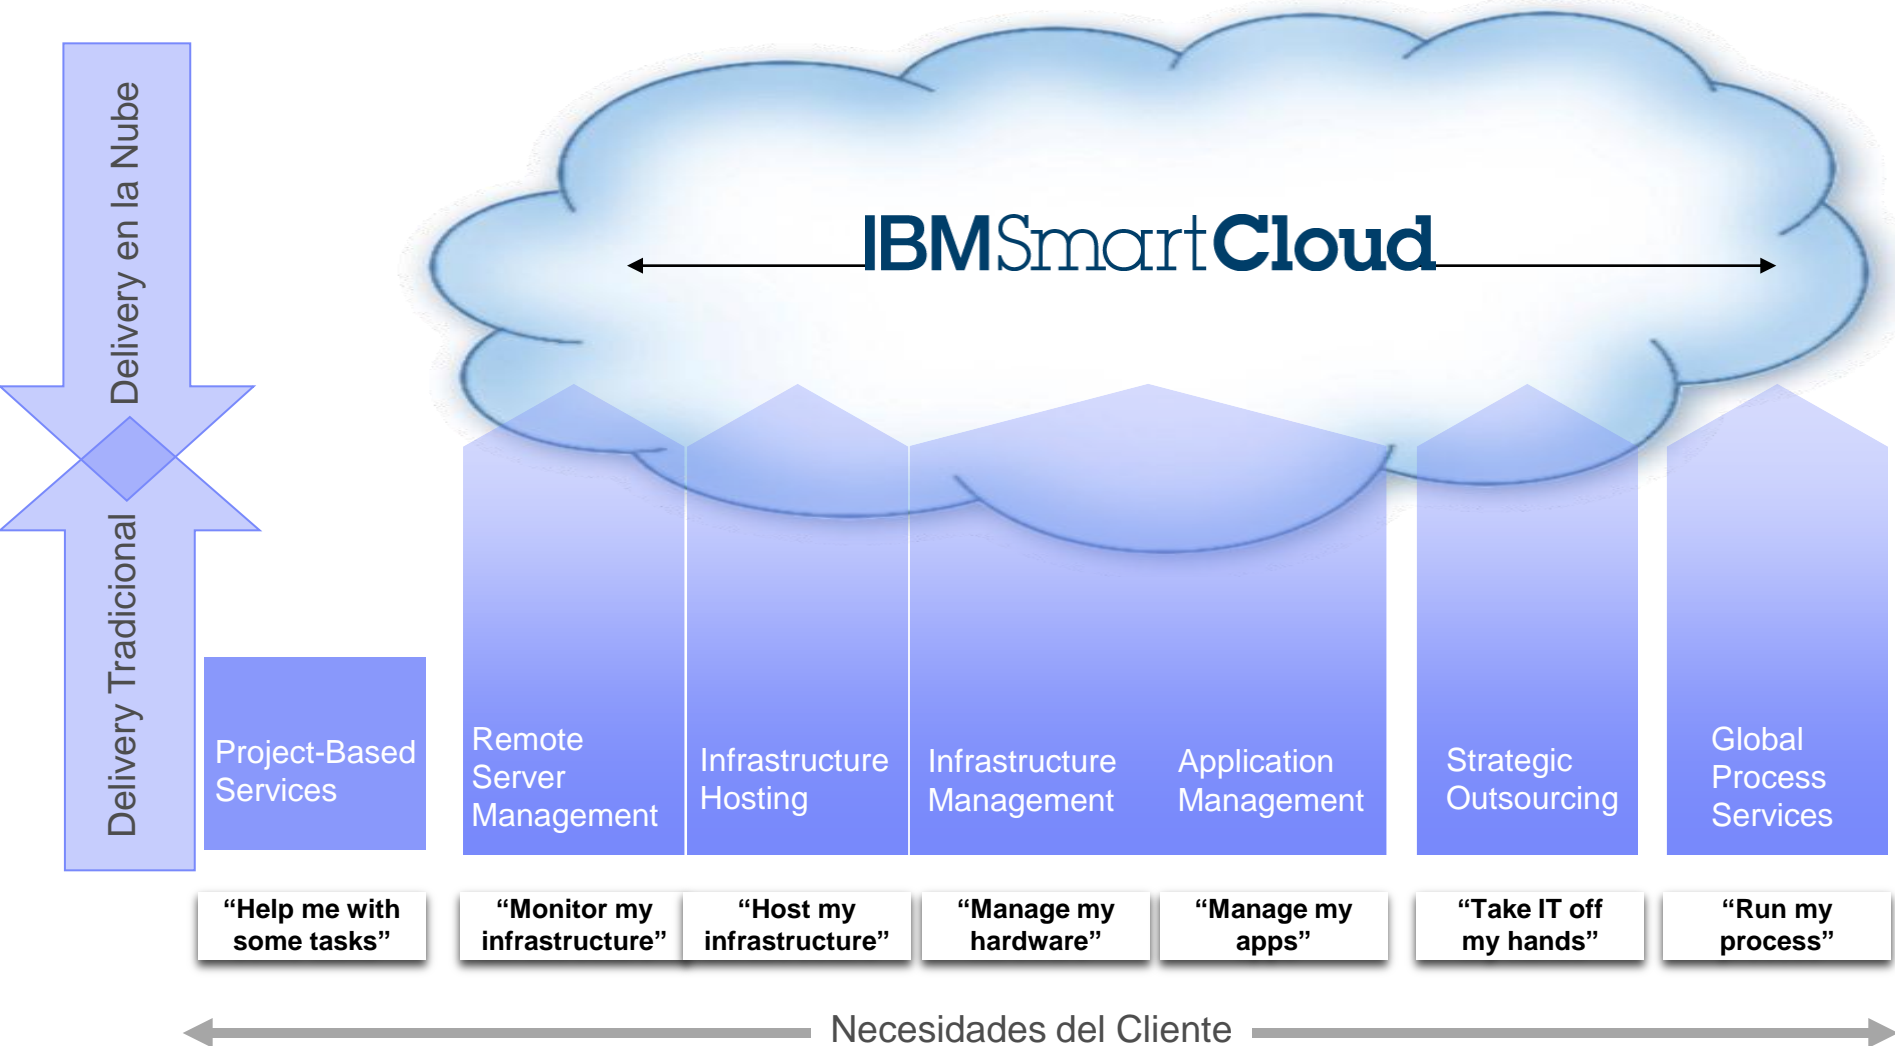 Delivery en la Nube
Delivery Tradicional
IBMSmartCloud
Project-Based
Services
Remote
Server
Management
Infrastructure
Hosting
Infrastructure
Management
Application
Management
Strategic
Outsourcing
Global
Process
Services
“Help me with
some tasks”
“Monitor my
infrastructure”
“Host my
infrastructure”
“Manage my
hardware”
“Manage my
apps”
“Take IT off
my hands”
“Run my
process”
Necesidades del Cliente